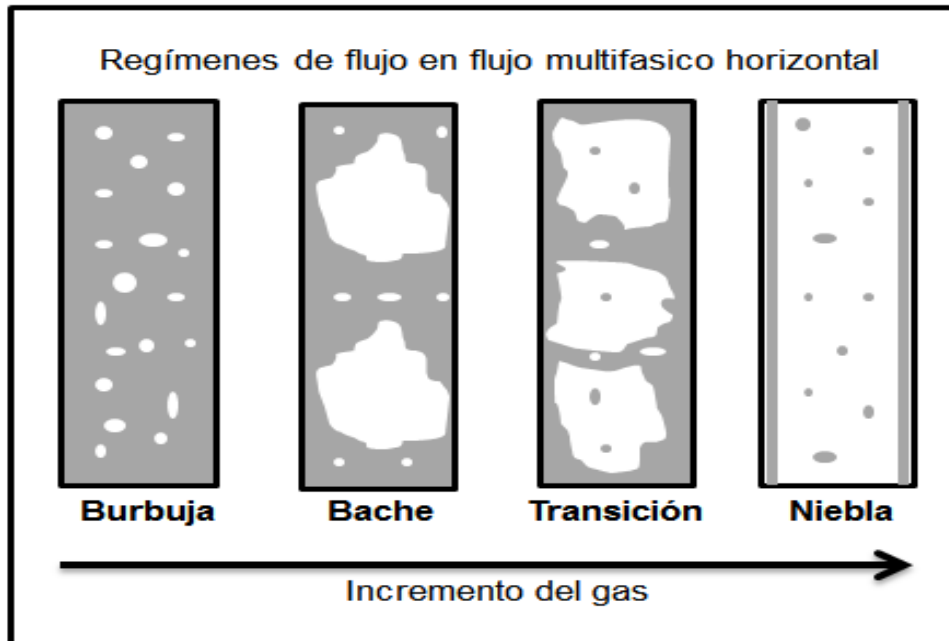 Regímenes de flujo en flujo multifasico horizontal
Burbuja Bache Transición Niebla
Incremento del gas